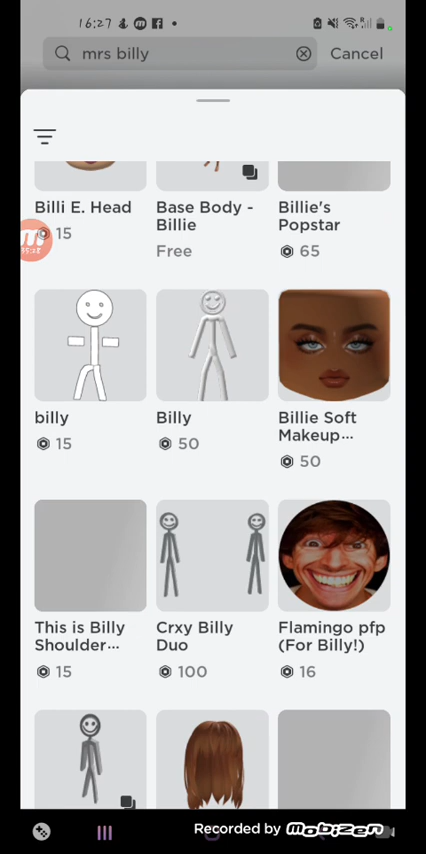 16:27
mrs billy
Cancel
Billi E. Head
15
Base Body -
Billie
Free
Billie's
Popstar
65
billy
15
Billy
50
Billie Soft
Makeup...
50
This is Billy
Shoulder...
15
Crxy Billy
Duo
100
Flamingo pfp
(For Billy!)
16
Recorded by Mobizen